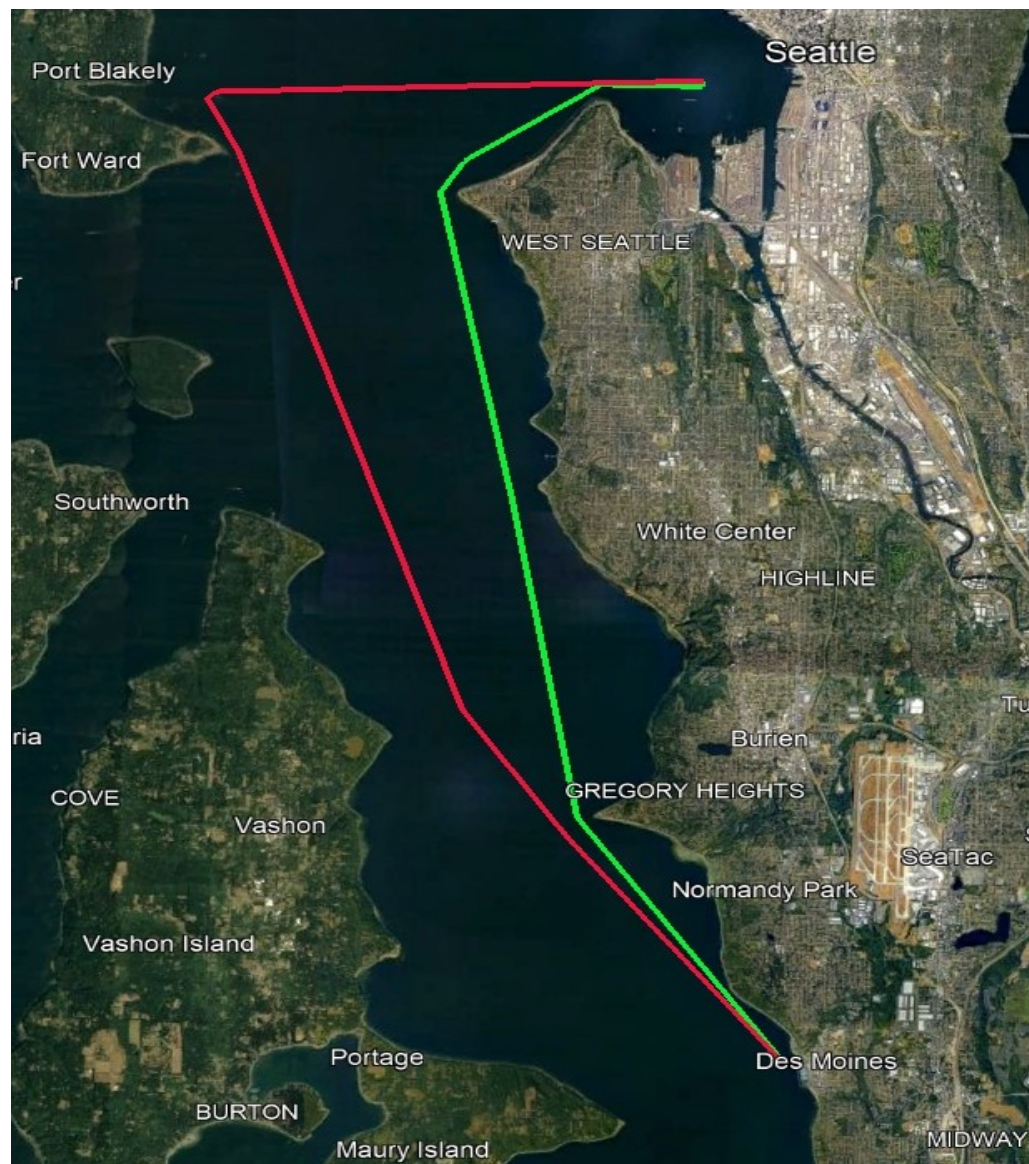 Seattle
Port Blakely
Fort Ward
WEST SEATTLE
r
Southworth
White Center
HIGHLINE
Tu
ria
Burien
GREGORY HEIGHTS
COVE
Vashon
SeaTac
Normandy Park
Vashon Island
Portage
Des Moines
BURTON
MIDWAY
Maury Island